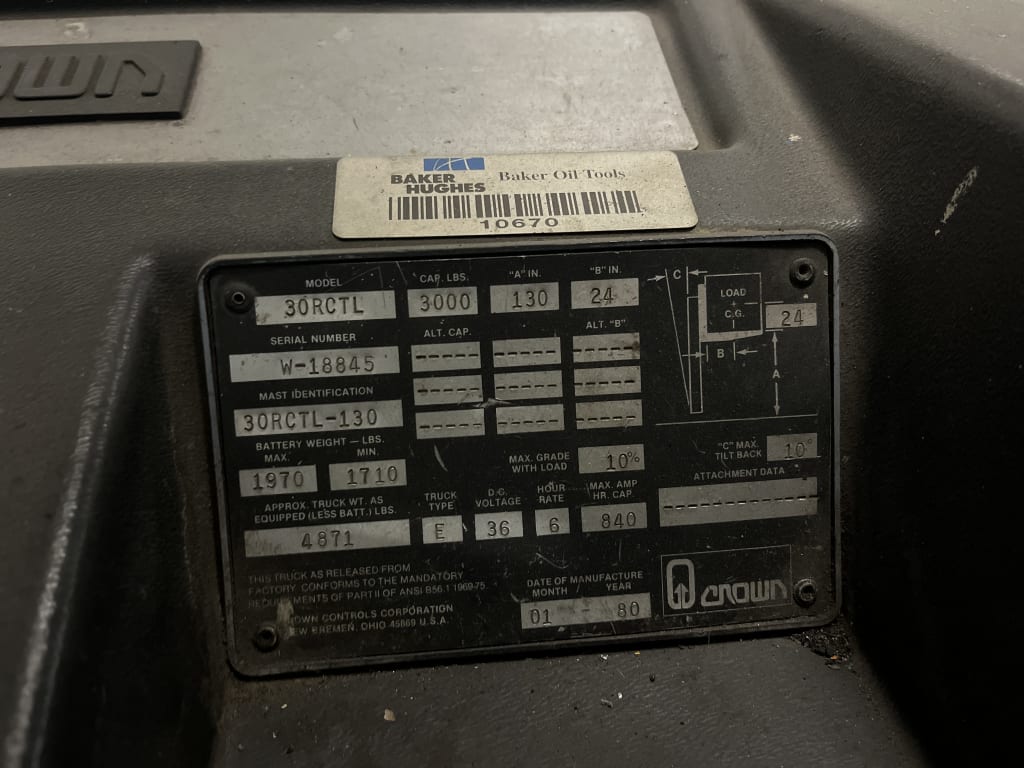 CROWN
BAKER
HUGHES
Baker Oil Tools
10670
MODEL
30RCTL
CAP. LBS.
3000
"A" IN.
130
"B" IN.
24
SERIAL NUMBER
W-18845
ALT. CAP.
ALT. "B"
MAST IDENTIFICATION
30RCTL-130
BATTERY WEIGHT — LBS.
MAX. MIN.
1970 1710
MAX. GRADE
WITH LOAD
10%
APPROX. TRUCK WT. AS
EQUIPPED (LESS BATT.) LBS.
4871
TRUCK
TYPE
E
D.C.
VOLTAGE
36
HOUR
RATE
6
MAX. AMP
HR. CAP.
840
C
LOAD
C.G.
24
B
A
"C" MAX.
TILT BACK
10°
ATTACHMENT DATA
THIS TRUCK AS RELEASED FROM
FACTORY, CONFORMS TO THE MANDATORY
REQUIREMENTS OF PART II OF ANSI B56.1 1969-75.
CROWN CONTROLS CORPORATION
NEW BREMEN, OHIO 45869 U.S.A.
DATE OF MANUFACTURE
MONTH YEAR
01 - 80
CROWN